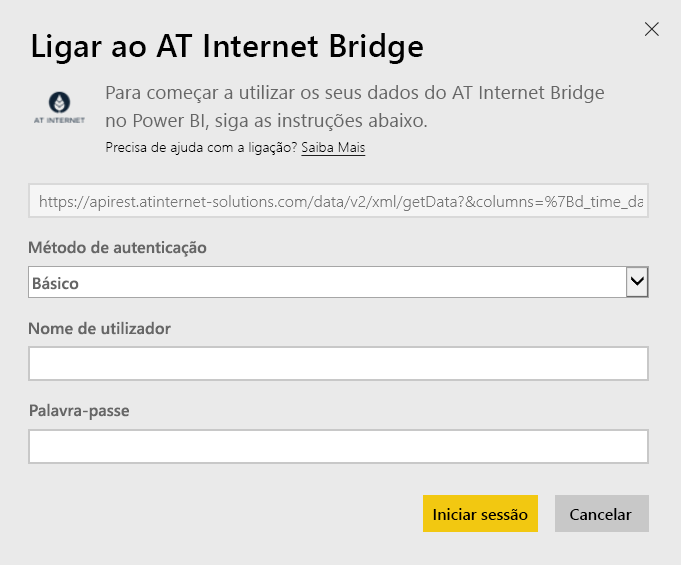 Ligar ao AT Internet Bridge
AT INTERNET
Para começar a utilizar os seus dados do AT Internet Bridge
no Power BI, siga as instruções abaixo.
Precisa de ajuda com a ligação? Saiba Mais
https://apirest.atinternet-solutions.com/data/v2/xml/getData?&columns=%7Bd_time_da
Método de autenticação
Básico
Nome de utilizador
Palavra-passe
Iniciar sessão
Cancelar